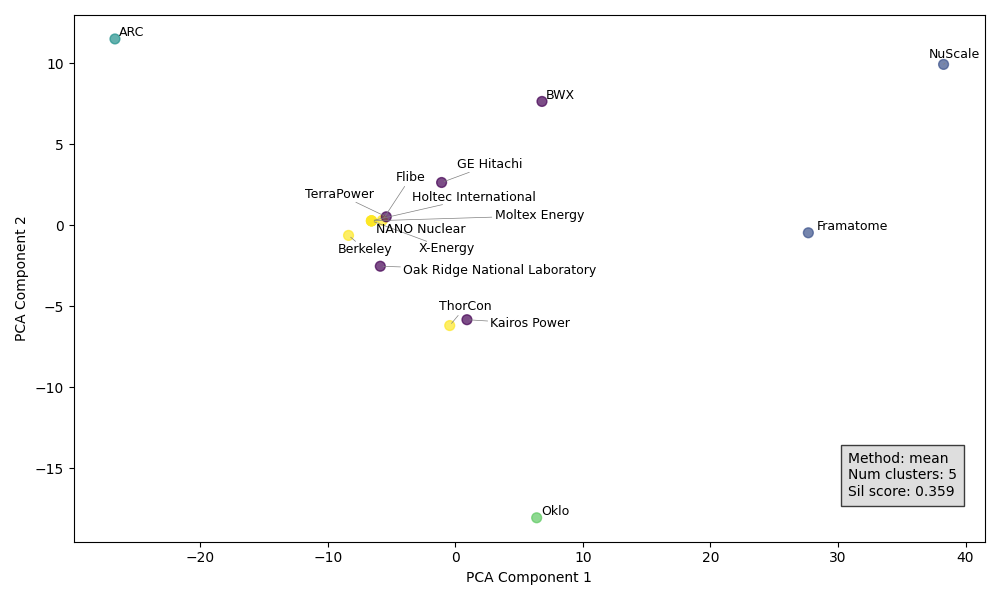 ARC
NuScale
BWX
GE Hitachi
Flibe
TerraPower
Holtec International
Moltex Energy
NANO Nuclear
Framatome
Berkeley
X-Energy
Oak Ridge National Laboratory
ThorCon
Kairos Power
Oklo
Method: mean
Num clusters: 5
Sil score: 0.359
10
5
0
−5
−10
−15
PCA Component 2
−20
−10
0
10
20
30
40
PCA Component 1